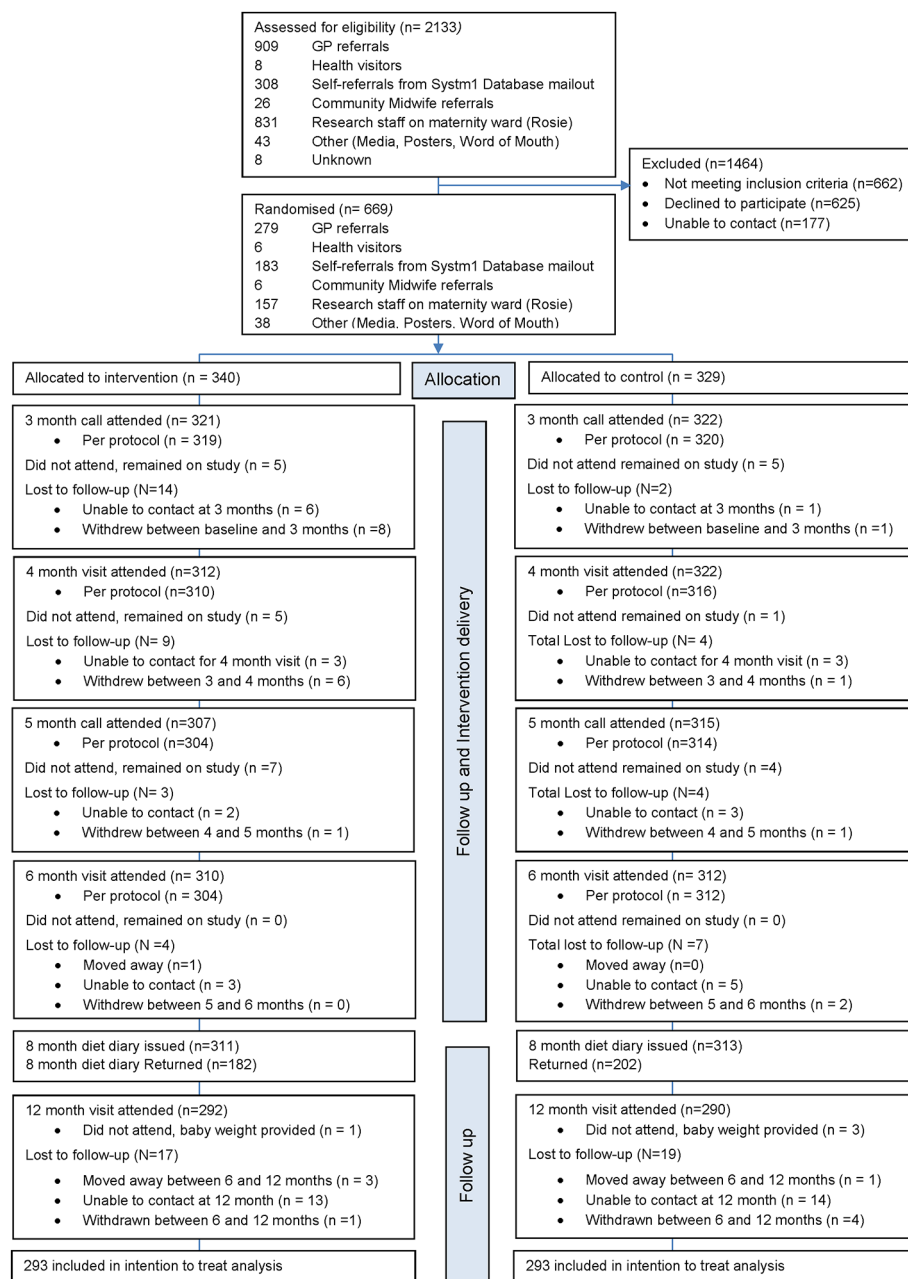 Assessed for eligibility (n= 2133)
909 GP referrals
8 Health visitors
308 Self-referrals from Systm1 Database mailout
26 Community Midwife referrals
831 Research staff on maternity ward (Rosie)
43 Other (Media, Posters, Word of Mouth)
8 Unknown
Excluded (n=1464)
• Not meeting inclusion criteria (n=662)
• Declined to participate (n=625)
• Unable to contact (n=177)
Randomised (n= 669)
279 GP referrals
6 Health visitors
183 Self-referrals from Systm1 Database mailout
6 Community Midwife referrals
157 Research staff on maternity ward (Rosie)
38 Other (Media, Posters, Word of Mouth)
Allocated to intervention (n = 340)
Allocation
Allocated to control (n = 329)
3 month call attended (n= 321)
• Per protocol (n = 319)
Did not attend, remained on study (n = 5)
Lost to follow-up (N=14)
• Unable to contact at 3 months (n = 6)
• Withdrew between baseline and 3 months (n =8)
3 month call attended (n= 322)
• Per protocol (n = 320)
Did not attend remained on study (n = 5)
Lost to follow-up (N=2)
• Unable to contact at 3 months (n = 1)
• Withdrew between baseline and 3 months (n =1)
Follow up and Intervention delivery
4 month visit attended (n=312)
• Per protocol (n=310)
Did not attend, remained on study (n = 5)
Lost to follow-up (N= 9)
• Unable to contact for 4 month visit (n = 3)
• Withdrew between 3 and 4 months (n = 6)
4 month visit attended (n=322)
• Per protocol (n=316)
Did not attend remained on study (n = 1)
Total Lost to follow-up (N= 4)
• Unable to contact for 4 month visit (n = 3)
• Withdrew between 3 and 4 months (n = 1)
5 month call attended (n=307)
• Per protocol (n=304)
Did not attend, remained on study (n =7)
Lost to follow-up (N= 3)
• Unable to contact (n = 2)
• Withdrew between 4 and 5 months (n = 1)
5 month call attended (n=315)
• Per protocol (n=314)
Did not attend remained on study (n =4)
Total Lost to follow-up (N=4)
• Unable to contact (n = 3)
• Withdrew between 4 and 5 months (n = 1)
6 month visit attended (n= 310)
• Per protocol (n = 304)
Did not attend, remained on study (n = 0)
Lost to follow-up (N =4)
• Moved away (n=1)
• Unable to contact (n = 3)
• Withdrew between 5 and 6 months (n = 0)
6 month visit attended (n= 312)
• Per protocol (n = 312)
Did not attend remained on study (n = 0)
Total lost to follow-up (N =7)
• Moved away (n=0)
• Unable to contact (n = 5)
• Withdrew between 5 and 6 months (n = 2)
8 month diet diary issued (n=311)
8 month diet diary Returned (n=182)
8 month diet diary issued (n=313)
Returned (n=202)
Follow up
12 month visit attended (n=292)
• Did not attend, baby weight provided (n = 1)
Lost to follow-up (N=17)
• Moved away between 6 and 12 months (n = 3)
• Unable to contact at 12 month (n = 13)
• Withdrawn between 6 and 12 months (n =1)
12 month visit attended (n=290)
• Did not attend, baby weight provided (n = 3)
Lost to follow-up (N=19)
• Moved away between 6 and 12 months (n = 1)
• Unable to contact at 12 month (n = 14)
• Withdrawn between 6 and 12 months (n =4)
293 included in intention to treat analysis
293 included in intention to treat analysis